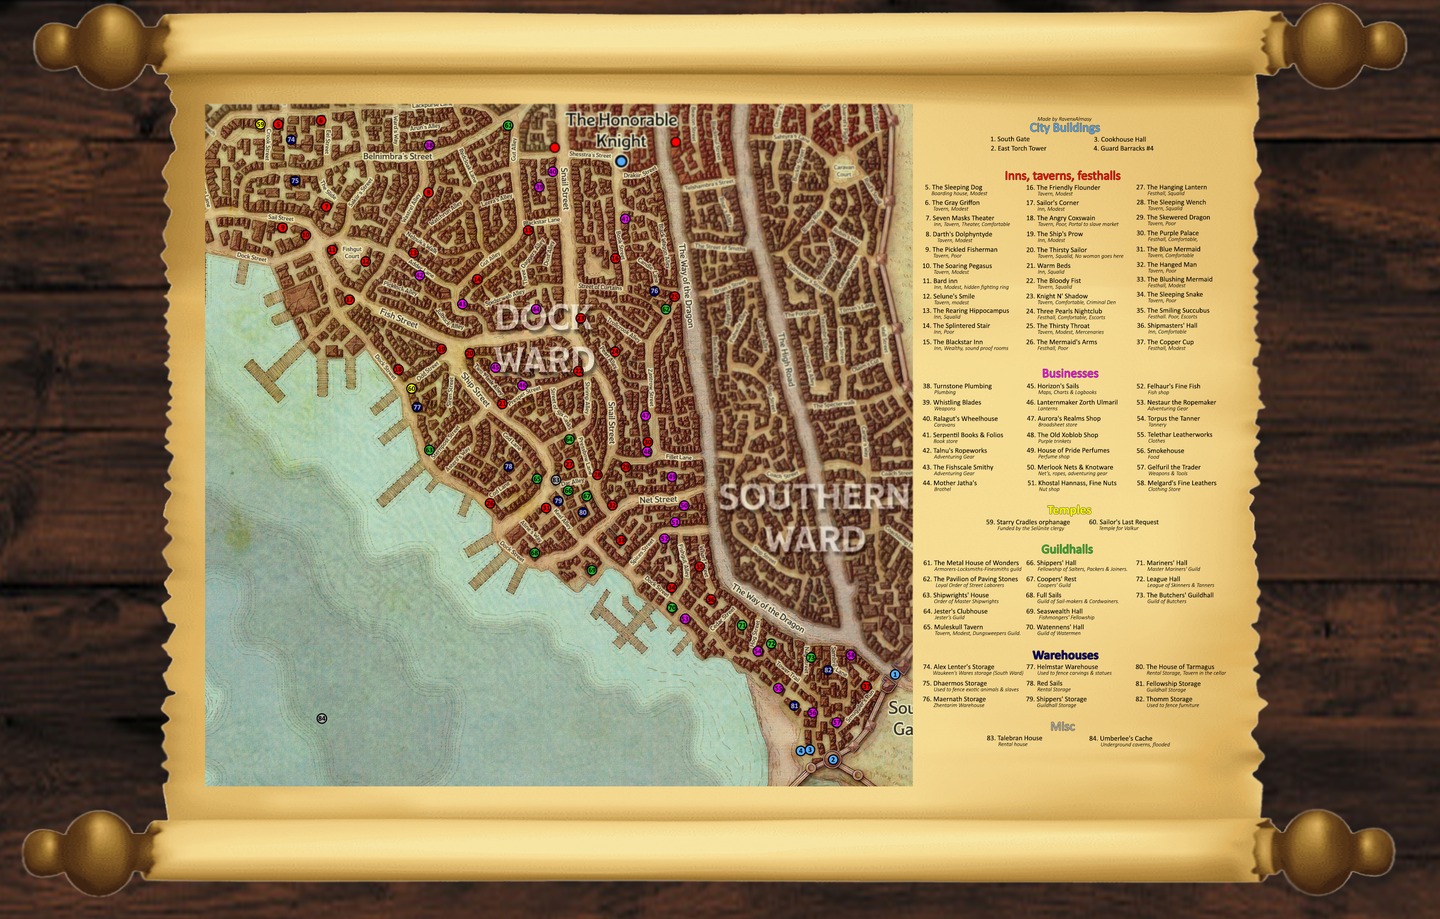 Lackpurse Lane
The Honorable
Knight
Belnimbra's Street
Shesstra's Street
Drakiir Street
Snail Street
Caravan
Court
Sail Street
Dock Street
Fishgut
Court
Blackstar Lane
The Way of the Dragon
The High Road
Fish Street
DOCK
WARD
Ship Street
Snail Street
Fillet Lane
Net Street
SOUTHERN
WARD
Dock Street
The Way of the Dragon
Sou
Ga
74
75
76
77
78
79
80
81
82
84
1
2
Made by RavenxAlmasy
City Buildings
1. South Gate
2. East Torch Tower
3. Cookhouse Hall
4. Guard Barracks #4
Inns, taverns, festhalls
5. The Sleeping Dog
Boarding house, Modest
6. The Gray Griffon
Tavern, Modest
7. Seven Masks Theater
Inn, Tavern, Theater, Comfortable
8. Darth's Dolphyntyde
Tavern, Modest
9. The Pickled Fisherman
Tavern, Poor
10. The Soaring Pegasus
Tavern, Modest
11. Bard inn
Inn, Modest, hidden fighting ring
12. Selune's Smile
Tavern, modest
13. The Rearing Hippocampus
Inn, Squalid
14. The Splintered Stair
Inn, Poor
15. The Blackstar Inn
Inn, Wealthy, sound proof rooms
16. The Friendly Flounder
Tavern, Modest
17. Sailor's Corner
Inn, Modest
18. The Angry Coxswain
Tavern, Poor, Portal to slave market
19. The Ship's Prow
Inn, Modest
20. The Thirsty Sailor
Tavern, Squalid, No woman goes here
21. Warm Beds
Inn, Squalid
22. The Bloody Fist
Tavern, Squalid
23. Knight N' Shadow
Tavern, Comfortable, Criminal Den
24. Three Pearls Nightclub
Festhall, Comfortable, Escorts
25. The Thirsty Throat
Tavern, Modest, Mercenaries
26. The Mermaid's Arms
Festhall, Poor
27. The Hanging Lantern
Festhall, Squalid
28. The Sleeping Wench
Tavern, Squalid
29. The Skewered Dragon
Tavern, Poor
30. The Purple Palace
Festhall, Comfortable,
31. The Blue Mermaid
Tavern, Comfortable
32. The Hanged Man
Tavern, Poor
33. The Blushing Mermaid
Festhall, Modest
34. The Sleeping Snake
Tavern, Poor
35. The Smiling Succubus
Festhall, Poor, Escorts
36. Shipmasters' Hall
Inn, Comfortable
37. The Copper Cup
Festhall, Modest
Businesses
38. Turnstone Plumbing
Plumbing
39. Whistling Blades
Weapons
40. Ralagut's Wheelhouse
Caravans
41. Serpentil Books & Folios
Book store
42. Talnu's Ropeworks
Adventuring Gear
43. The Fishscale Smithy
Adventuring Gear
44. Mother Jatha's
Brothel
45. Horizon's Sails
Maps, Charts & Logbooks
46. Lanternmaker Zorth Ulmaril
Lanterns
47. Aurora's Realms Shop
Broadsheet store
48. The Old Xoblob Shop
Purple trinkets
49. House of Pride Perfumes
Perfume shop
50. Merlook Nets & Knotware
Net's, ropes, adventuring gear
51. Khostal Hannass, Fine Nuts
Nut shop
52. Felhaur's Fine Fish
Fish shop
53. Nestaur the Ropemaker
Adventuring Gear
54. Torpus the Tanner
Tannery
55. Telethar Leatherworks
Clothes
56. Smokehouse
Food
57. Gelfuril the Trader
Weapons & Tools
58. Melgard's Fine Leathers
Clothing Store
Temples
59. Starry Cradles orphanage
Funded by the Selûnite clergy
60. Sailor's Last Request
Temple for Valkur
Guildhalls
61. The Metal House of Wonders
Armorers-Locksmiths-Finesmiths guild
62. The Pavilion of Paving Stones
Loyal Order of Street Laborers
63. Shipwrights' House
Order of Master Shipwrights
64. Jester's Clubhouse
Jester's Guild
65. Muleskull Tavern
Tavern, Modest, Dungsweepers Guild.
66. Shippers' Hall
Fellowship of Salters, Packers & Joiners.
67. Coopers' Rest
Coopers' Guild
68. Full Sails
Guild of Sail-makers & Cordwainers.
69. Seaswealth Hall
Fishmongers' Fellowship
70. Watermens' Hall
Guild of Watermen
71. Mariners' Hall
Master Mariners' Guild
72. League Hall
League of Skinners & Tanners
73. The Butchers' Guildhall
Guild of Butchers
Warehouses
74. Alex Lenter's Storage
Waukeen's Wares storage (South Ward)
75. Dhaermos Storage
Used to fence exotic animals & slaves
76. Maernath Storage
Zhentarim Warehouse
77. Helmstar Warehouse
Used to fence carvings & statues
78. Red Sails
Rental Storage
79. Shippers' Storage
Guildhall Storage
80. The House of Tarmagus
Rental Storage, Tavern in the cellar
81. Fellowship Storage
Guildhall Storage
82. Thomm Storage
Used to fence furniture
Misc
83. Talebran House
Rental house
84. Umberlee's Cache
Underground caverns, flooded